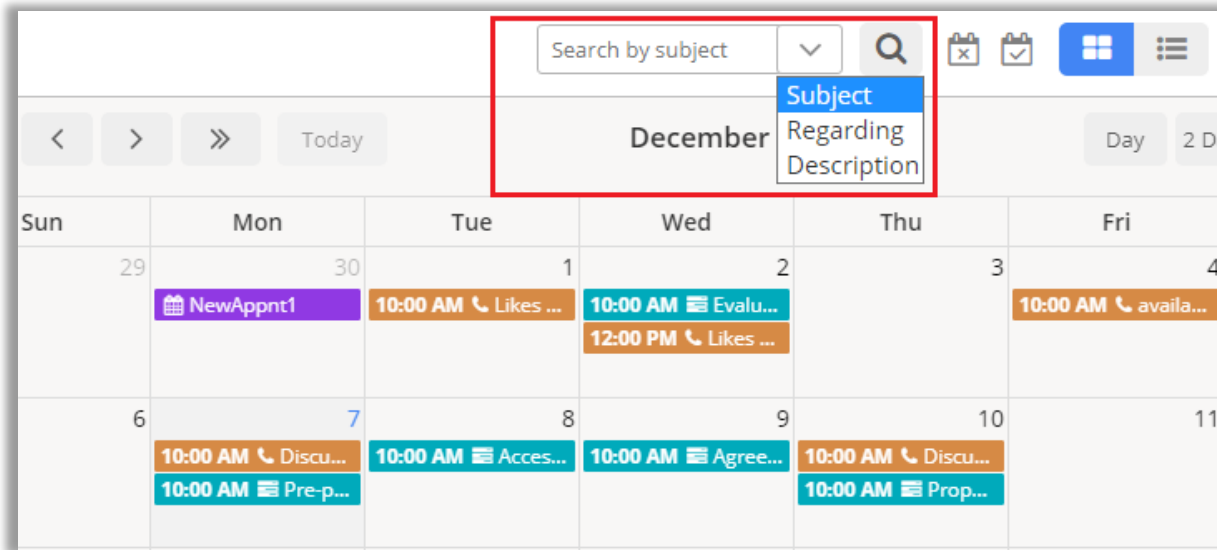 Search by subject
Subject
Regarding
Description
Today
December
Day
2 D
Sun Mon Tue Wed Thu Fri
29 30 1 2 3 4
NewAppnt1
10:00 AM Likes ...
10:00 AM Evalu...
12:00 PM Likes ...
10:00 AM availa...
6 7 8 9 10 11
10:00 AM Discu...
10:00 AM Pre-p...
10:00 AM Acces...
10:00 AM Agree...
10:00 AM Discu...
10:00 AM Prop...